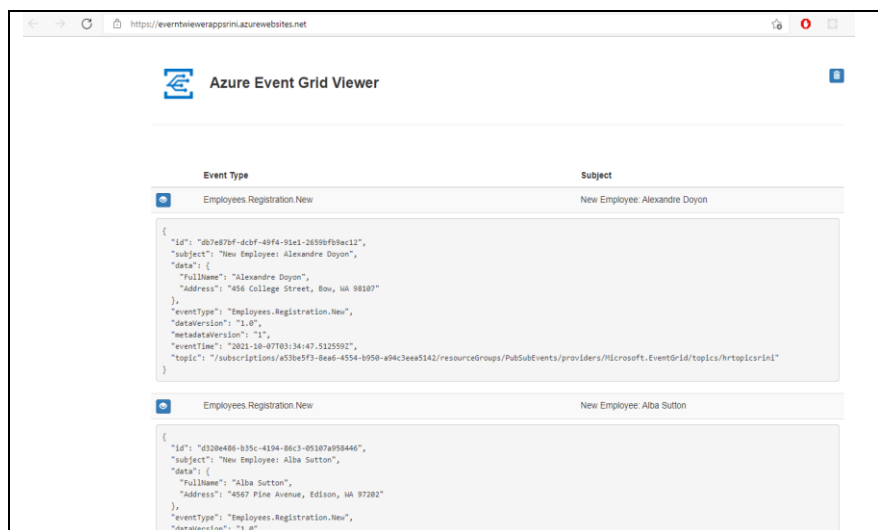 https://everntwiewerappsrini.azurewebsites.net
Azure Event Grid Viewer
Event Type Subject
Employees.Registration.New New Employee: Alexandre Doyon
{
"id": "db7e87bf-dcbf-49f4-91e1-2659bfb9ac12",
"subject": "New Employee: Alexandre Doyon",
"data": {
"FullName": "Alexandre Doyon",
"Address": "456 College Street, Bow, WA 98107"
},
"eventType": "Employees.Registration.New",
"dataVersion": "1.0",
"metadataVersion": "1",
"eventTime": "2021-10-07T03:34:47.512559Z",
"topic": "/subscriptions/a53be5f3-8ea6-4554-b950-a94c3eea5142/resourceGroups/PubSubEvents/providers/Microsoft.EventGrid/topics/hrtopicsrini"
}
Employees.Registration.New New Employee: Alba Sutton
{
"id": "d320e486-b35c-4194-86c3-05107a958446",
"subject": "New Employee: Alba Sutton",
"data": {
"FullName": "Alba Sutton",
"Address": "4567 Pine Avenue, Edison, WA 97202"
},
"eventType": "Employees.Registration.New",
"dataVersion": "1.0",